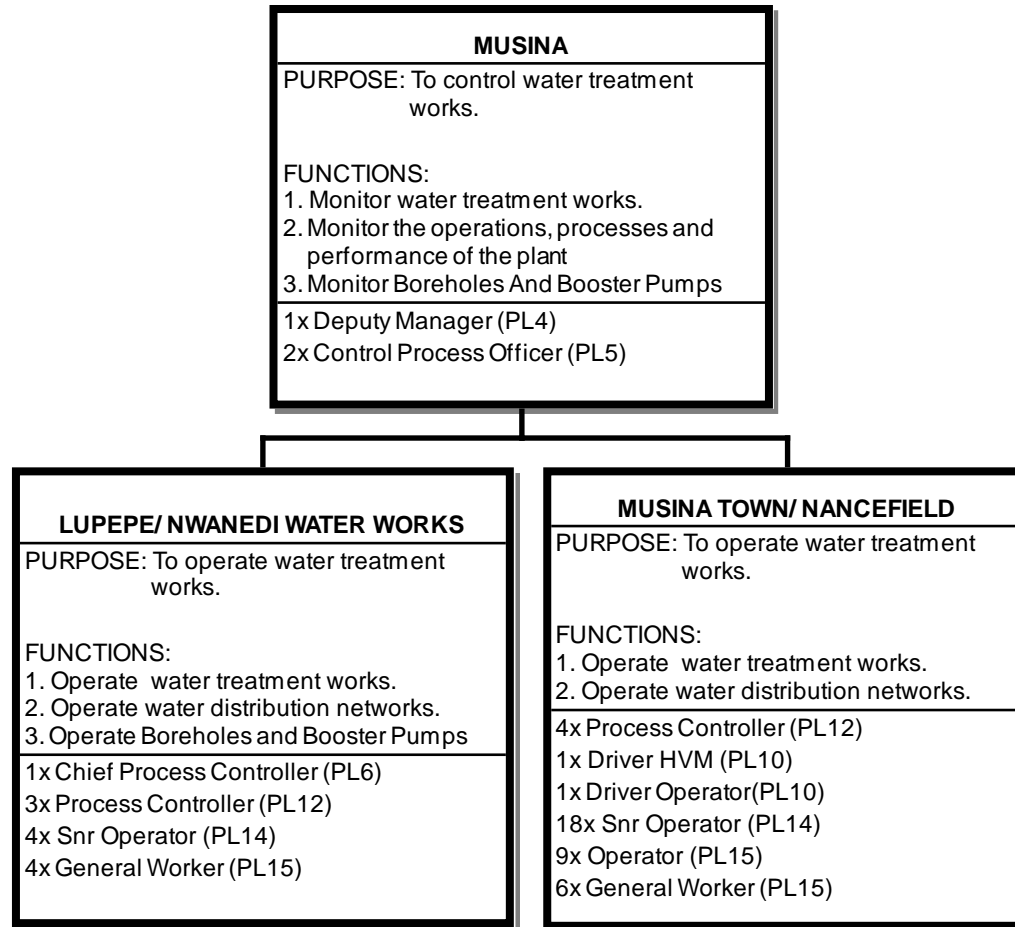 MUSINA
PURPOSE: To control water treatment
works.
FUNCTIONS:
1. Monitor water treatment works.
2. Monitor the operations, processes and
performance of the plant
3. Monitor Boreholes And Booster Pumps
1x Deputy Manager (PL4)
2x Control Process Officer (PL5)
LUPEPE/ NWANEDI WATER WORKS
PURPOSE: To operate water treatment
works.
FUNCTIONS:
1. Operate water treatment works.
2. Operate water distribution networks.
3. Operate Boreholes and Booster Pumps
1x Chief Process Controller (PL6)
3x Process Controller (PL12)
4x Snr Operator (PL14)
4x General Worker (PL15)
MUSINA TOWN/ NANCEFIELD
PURPOSE: To operate water treatment
works.
FUNCTIONS:
1. Operate water treatment works.
2. Operate water distribution networks.
4x Process Controller (PL12)
1x Driver HVM (PL10)
1x Driver Operator(PL10)
18x Snr Operator (PL14)
9x Operator (PL15)
6x General Worker (PL15)